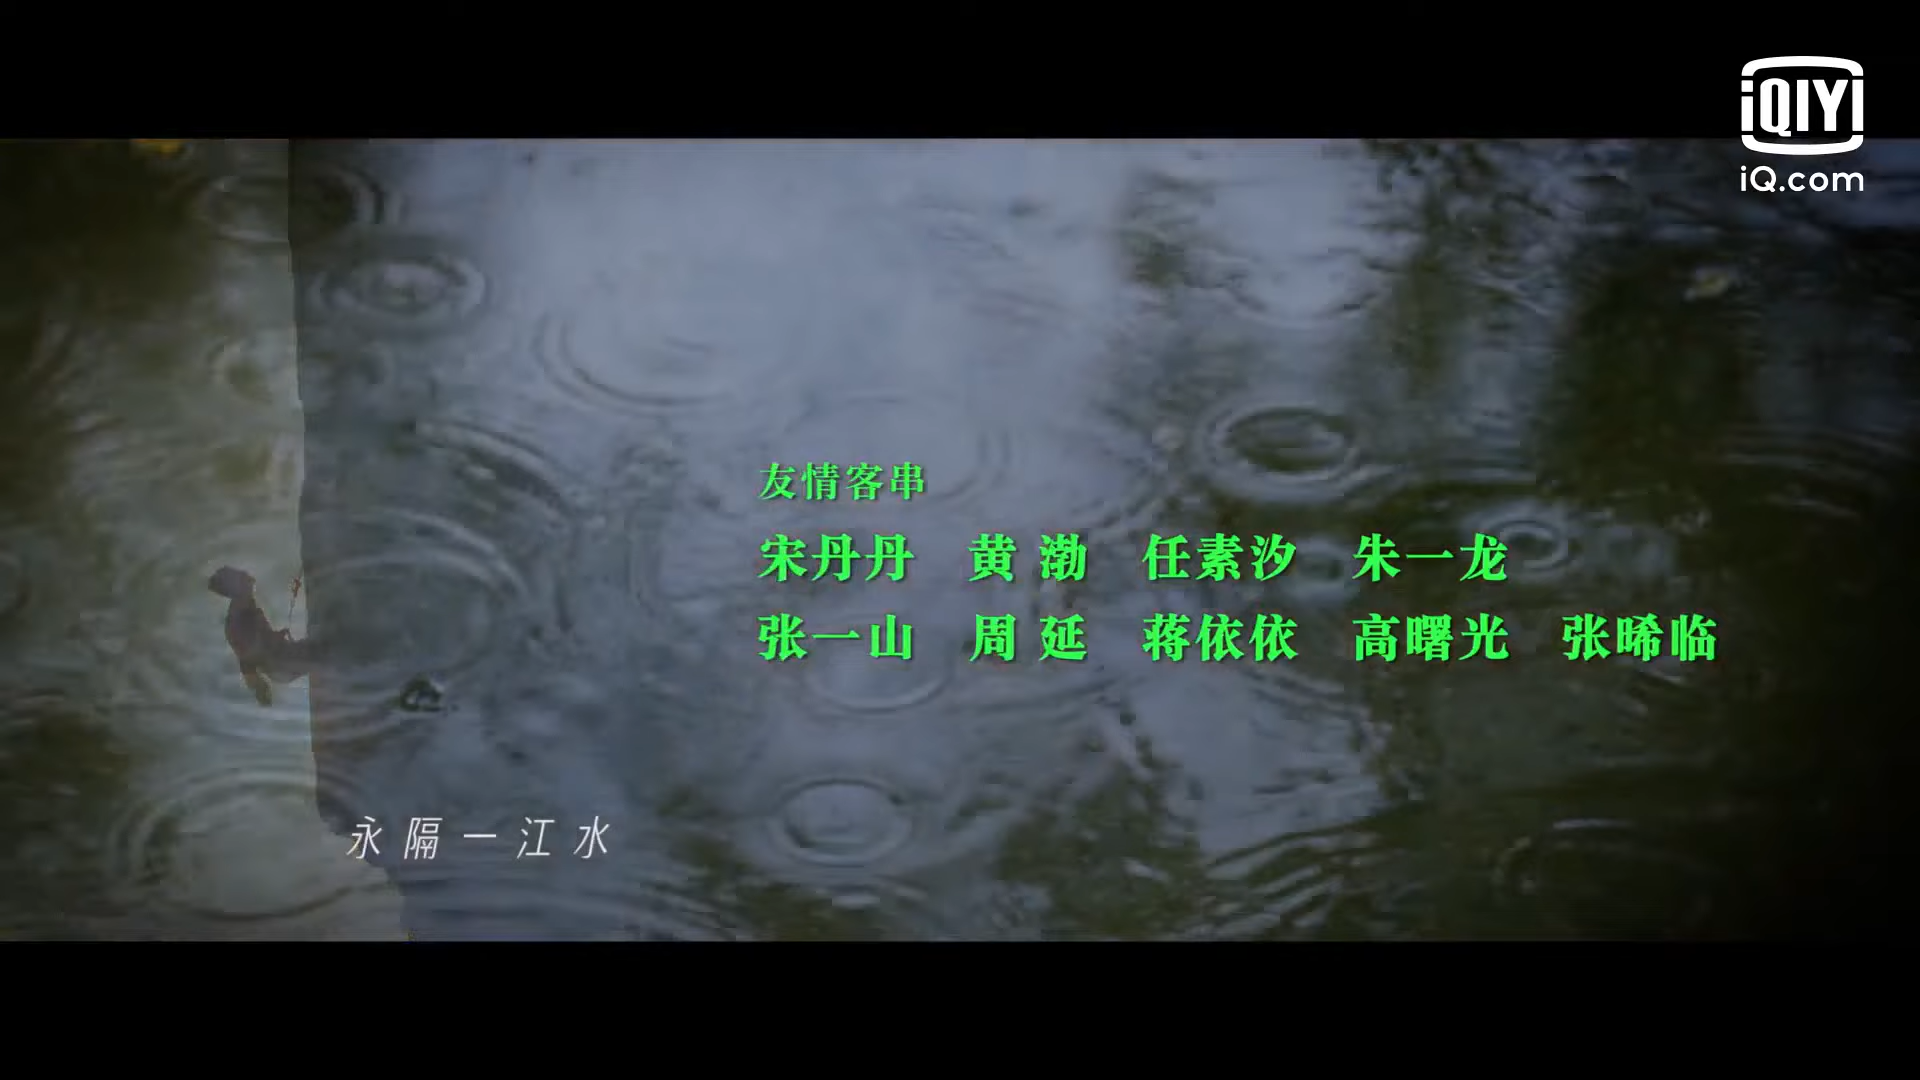 iQIYI
iQ.com
友情客串
宋丹丹 黄渤 任素汐 朱一龙
张一山 周延 蒋依依 高曙光 张晞临
永隔一江水